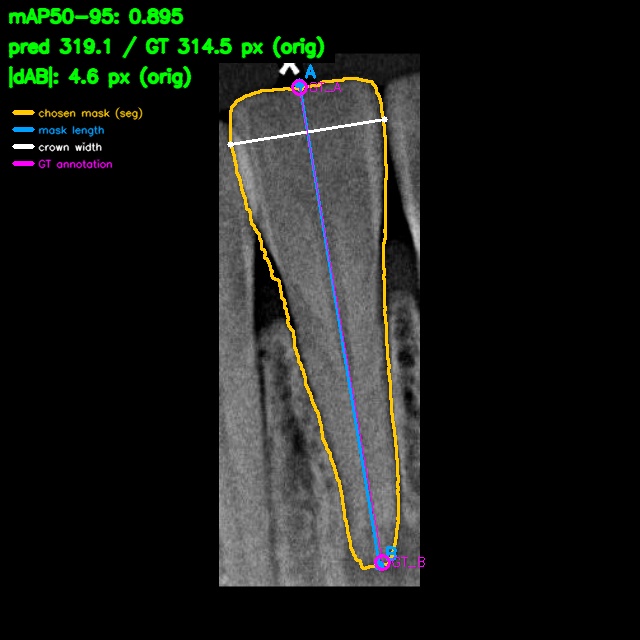 mAP50-95: 0.895
pred 319.1 / GT 314.5 px (orig)
|dAB|: 4.6 px (orig)
chosen mask (seg)
mask length
crown width
GT annotation
A
GT_A
B
GT_B